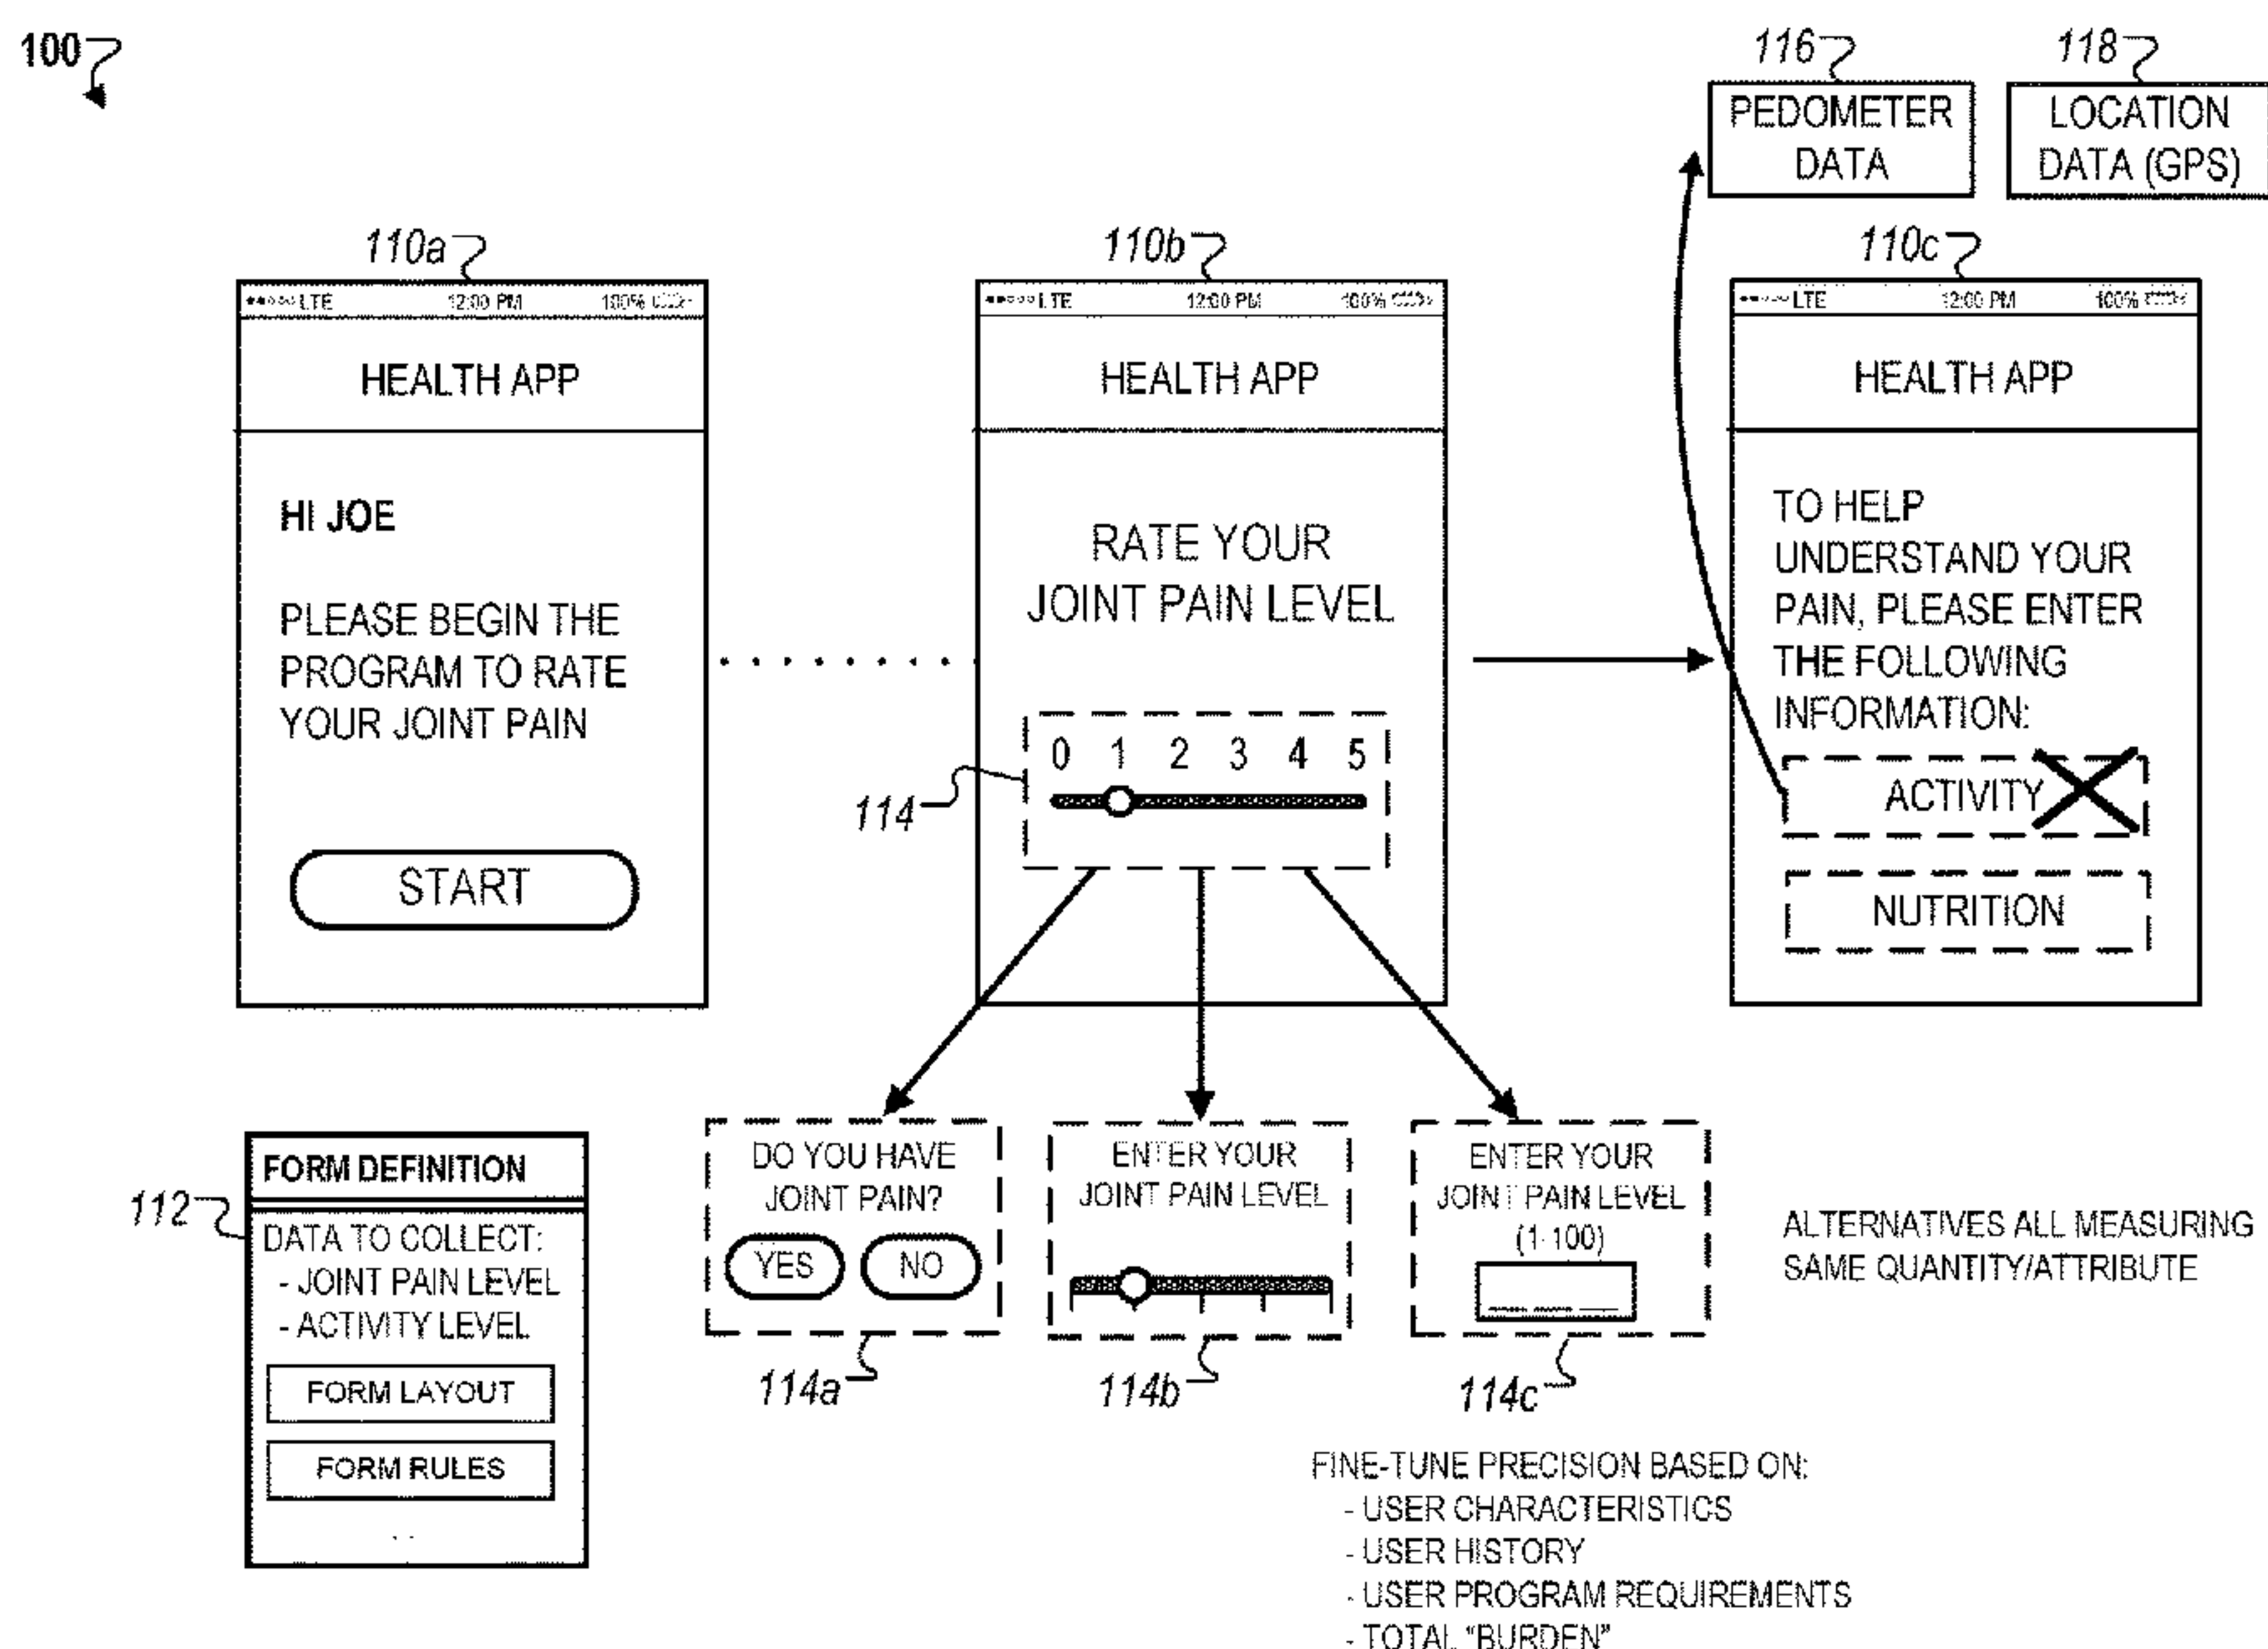 100
116
118
PEDOMETER
DATA
LOCATION
DATA (GPS)
110a
110b
110c
LTE 12:00 PM 100%
HEALTH APP
HI JOE
PLEASE BEGIN THE
PROGRAM TO RATE
YOUR JOINT PAIN
START
LTE 12:00 PM 100%
HEALTH APP
RATE YOUR
JOINT PAIN LEVEL
0 1 2 3 4 5
114
LTE 12:00 PM 100%
HEALTH APP
TO HELP
UNDERSTAND YOUR
PAIN, PLEASE ENTER
THE FOLLOWING
INFORMATION:
ACTIVITY
NUTRITION
112
FORM DEFINITION
DATA TO COLLECT:
- JOINT PAIN LEVEL
- ACTIVITY LEVEL
FORM LAYOUT
FORM RULES
DO YOU HAVE
JOINT PAIN?
YES NO
114a
ENTER YOUR
JOINT PAIN LEVEL
114b
ENTER YOUR
JOINT PAIN LEVEL
(1-100)
114c
ALTERNATIVES ALL MEASURING
SAME QUANTITY/ATTRIBUTE
FINE-TUNE PRECISION BASED ON:
- USER CHARACTERISTICS
- USER HISTORY
- USER PROGRAM REQUIREMENTS
- TOTAL "BURDEN"